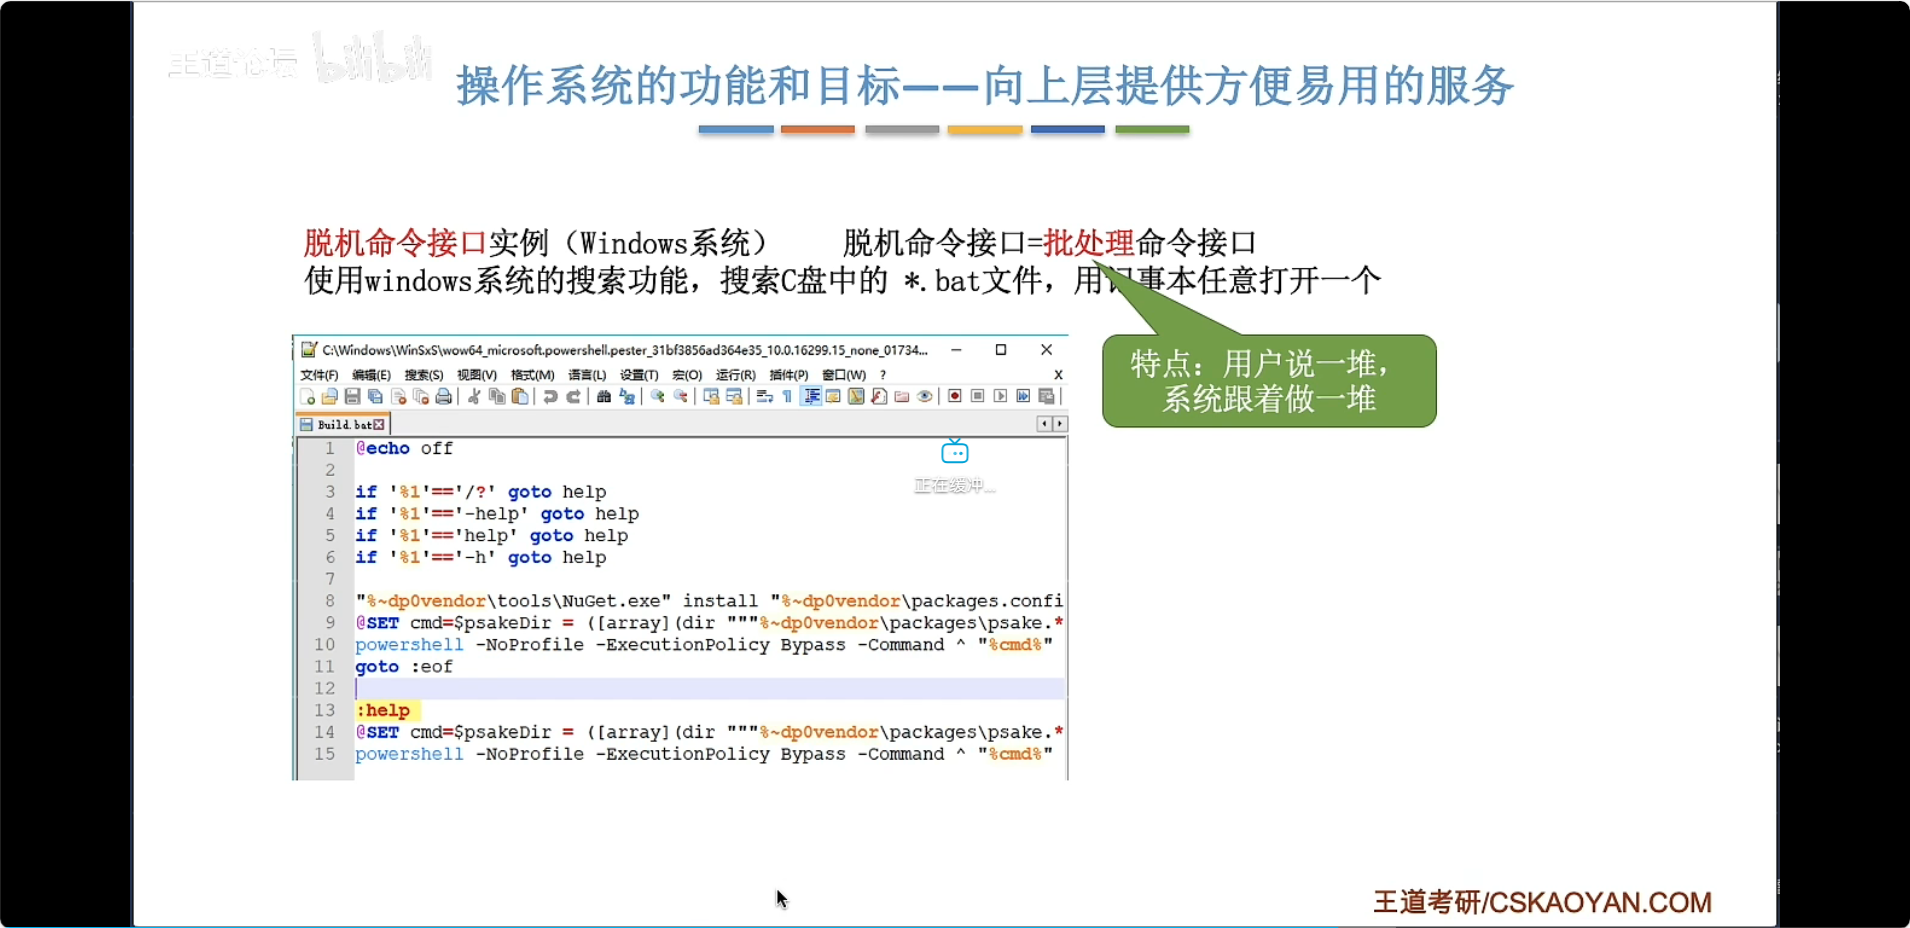 王道论坛 bilibili
操作系统的功能和目标——向上层提供方便易用的服务
脱机命令接口实例（Windows系统） 脱机命令接口=批处理命令接口
使用windows系统的搜索功能，搜索C盘中的 *.bat文件，用记事本任意打开一个
特点：用户说一堆，
系统跟着做一堆
C:\Windows\WinSxS\wow64_microsoft.powershell.pester_31bf3856ad364e35_10.0.16299.15_none_01734...
文件(F) 编辑(E) 搜索(S) 视图(V) 格式(M) 语言(L) 设置(T) 宏(O) 运行(R) 插件(P) 窗口(W) ? X
Build.bat
1 @echo off
2
3 if '%1'=='/?' goto help
4 if '%1'=='-help' goto help
5 if '%1'=='help' goto help
6 if '%1'=='-h' goto help
7
8 "%~dp0vendor\tools\NuGet.exe" install "%~dp0vendor\packages.confi
9 @SET cmd=$psakeDir = ([array](dir """%~dp0vendor\packages\psake.*
10 powershell -NoProfile -ExecutionPolicy Bypass -Command ^ "%cmd%"
11 goto :eof
12
13 :help
14 @SET cmd=$psakeDir = ([array](dir """%~dp0vendor\packages\psake.*
15 powershell -NoProfile -ExecutionPolicy Bypass -Command ^ "%cmd%"
正在缓冲...
王道考研/CSKAOYAN.COM